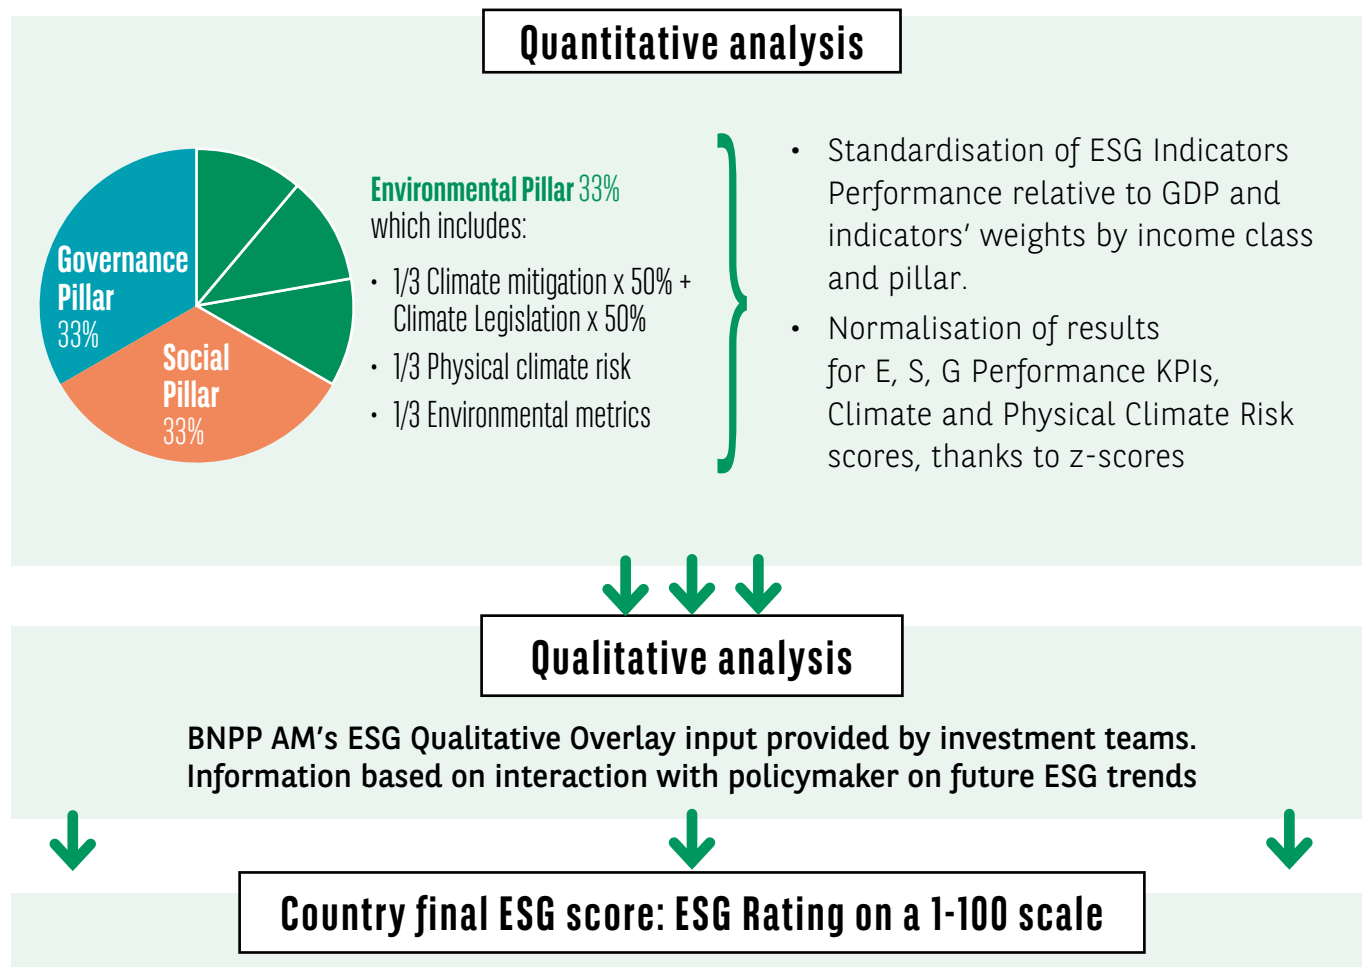 Quantitative analysis
Governance
Pillar
33%
Social
Pillar
33%
Environmental Pillar 33%
which includes:
• 1/3 Climate mitigation x 50% +
Climate Legislation x 50%
• 1/3 Physical climate risk
• 1/3 Environmental metrics
• Standardisation of ESG Indicators
Performance relative to GDP and
indicators’ weights by income class
and pillar.
• Normalisation of results
for E, S, G Performance KPIs,
Climate and Physical Climate Risk
scores, thanks to z-scores
Qualitative analysis
BNPP AM’s ESG Qualitative Overlay input provided by investment teams.
Information based on interaction with policymaker on future ESG trends
Country final ESG score: ESG Rating on a 1-100 scale